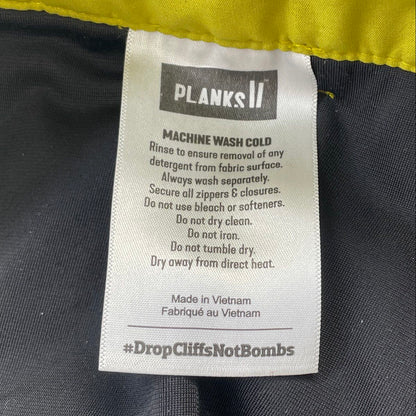 PLANKS II™
MACHINE WASH COLD
Rinse to ensure removal of any
detergent from fabric surface.
Always wash separately.
Secure all zippers & closures.
Do not use bleach or softeners.
Do not dry clean.
Do not iron.
Do not tumble dry.
Dry away from direct heat.
Made in Vietnam
Fabriqué au Vietnam
#DropCliffsNotBombs